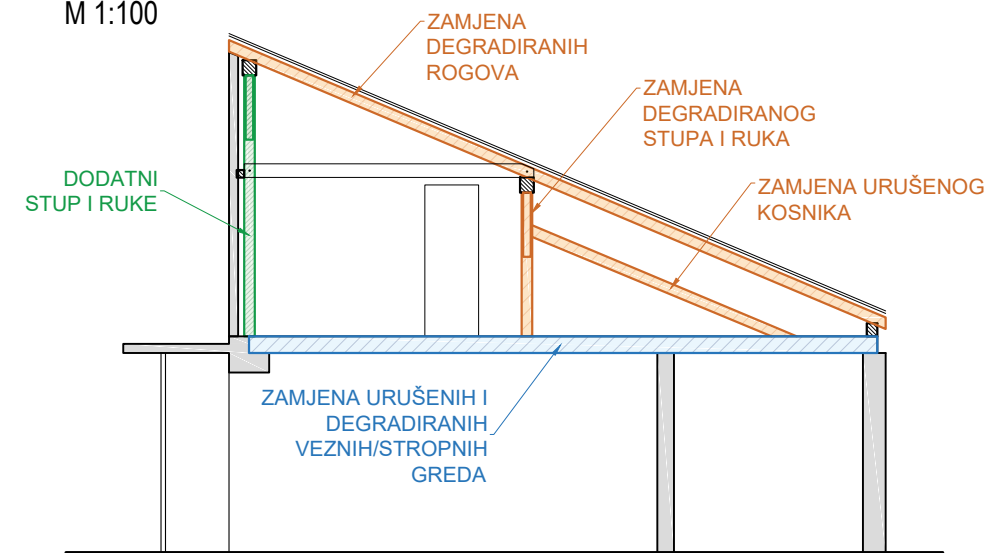 M 1:100
ZAMJENA
DEGRADIRANIH
ROGOVA
ZAMJENA
DEGRADIRANOG
STUPA I RUKA
DODATNI
STUP I RUKE
ZAMJENA URUŠENOG
KOSNIKA
ZAMJENA URUŠENIH I
DEGRADIRANIH
VEZNIH/STROPNIH
GREDA